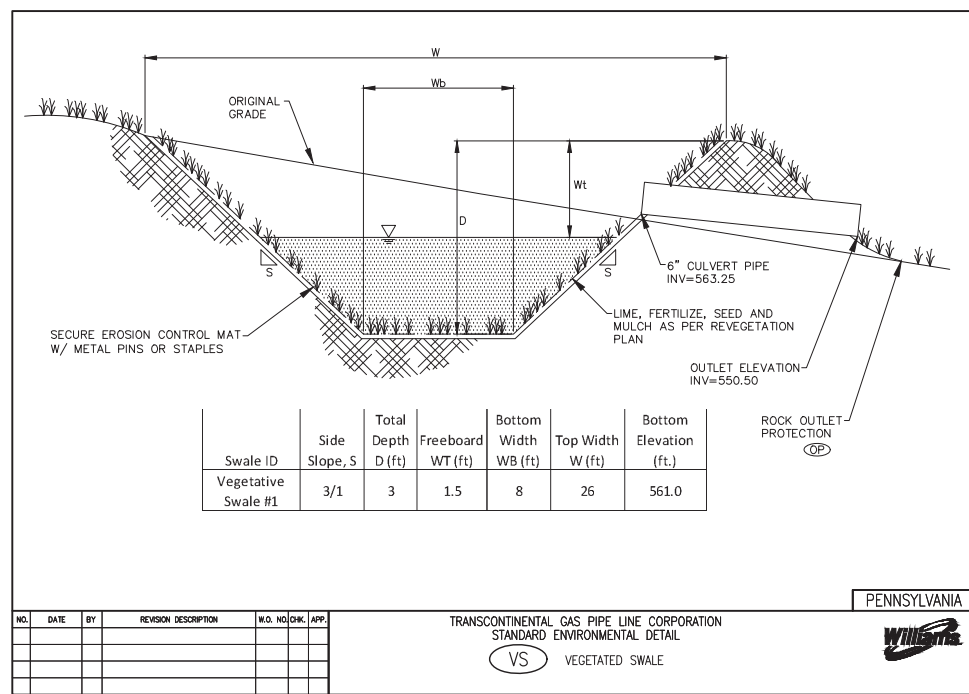 W
Wb
ORIGINAL
GRADE
Wt
D
S
S
6" CULVERT PIPE
INV=563.25
SECURE EROSION CONTROL MAT
W/ METAL PINS OR STAPLES
LIME, FERTILIZE, SEED AND
MULCH AS PER REVEGETATION
PLAN
OUTLET ELEVATION
INV=550.50
ROCK OUTLET
PROTECTION
OP
Swale ID Side Slope, S Total Depth D (ft) Freeboard WT (ft) Bottom Width WB (ft) Top Width W (ft) Bottom Elevation (ft.)
Vegetative Swale #1 3/1 3 1.5 8 26 561.0
PENNSYLVANIA
NO. DATE BY REVISION DESCRIPTION W.O. NO. CHK. APP.
TRANSCONTINENTAL GAS PIPE LINE CORPORATION
STANDARD ENVIRONMENTAL DETAIL
VS VEGETATED SWALE
Williams